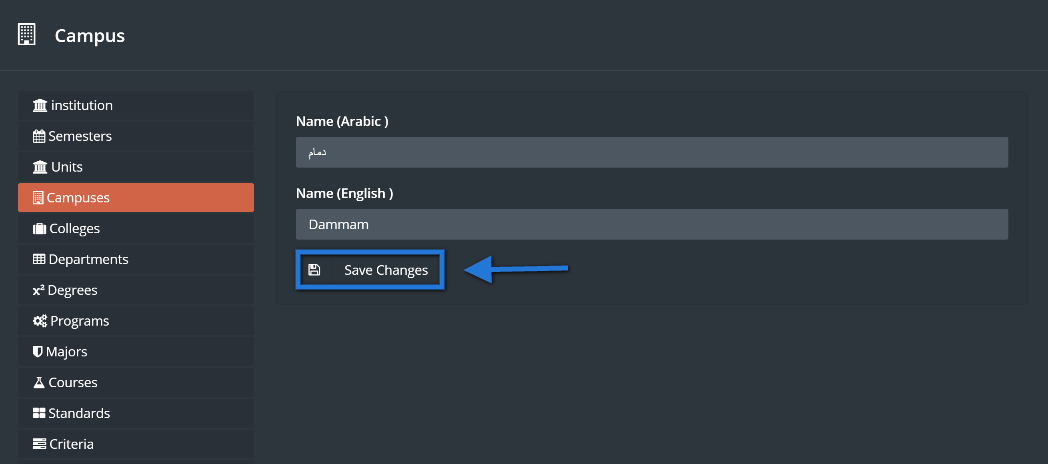 Campus
institution
Semesters
Units
Campuses
Colleges
Departments
x² Degrees
Programs
Majors
Courses
Standards
Criteria
Name (Arabic )
دمام
Name (English )
Dammam
Save Changes